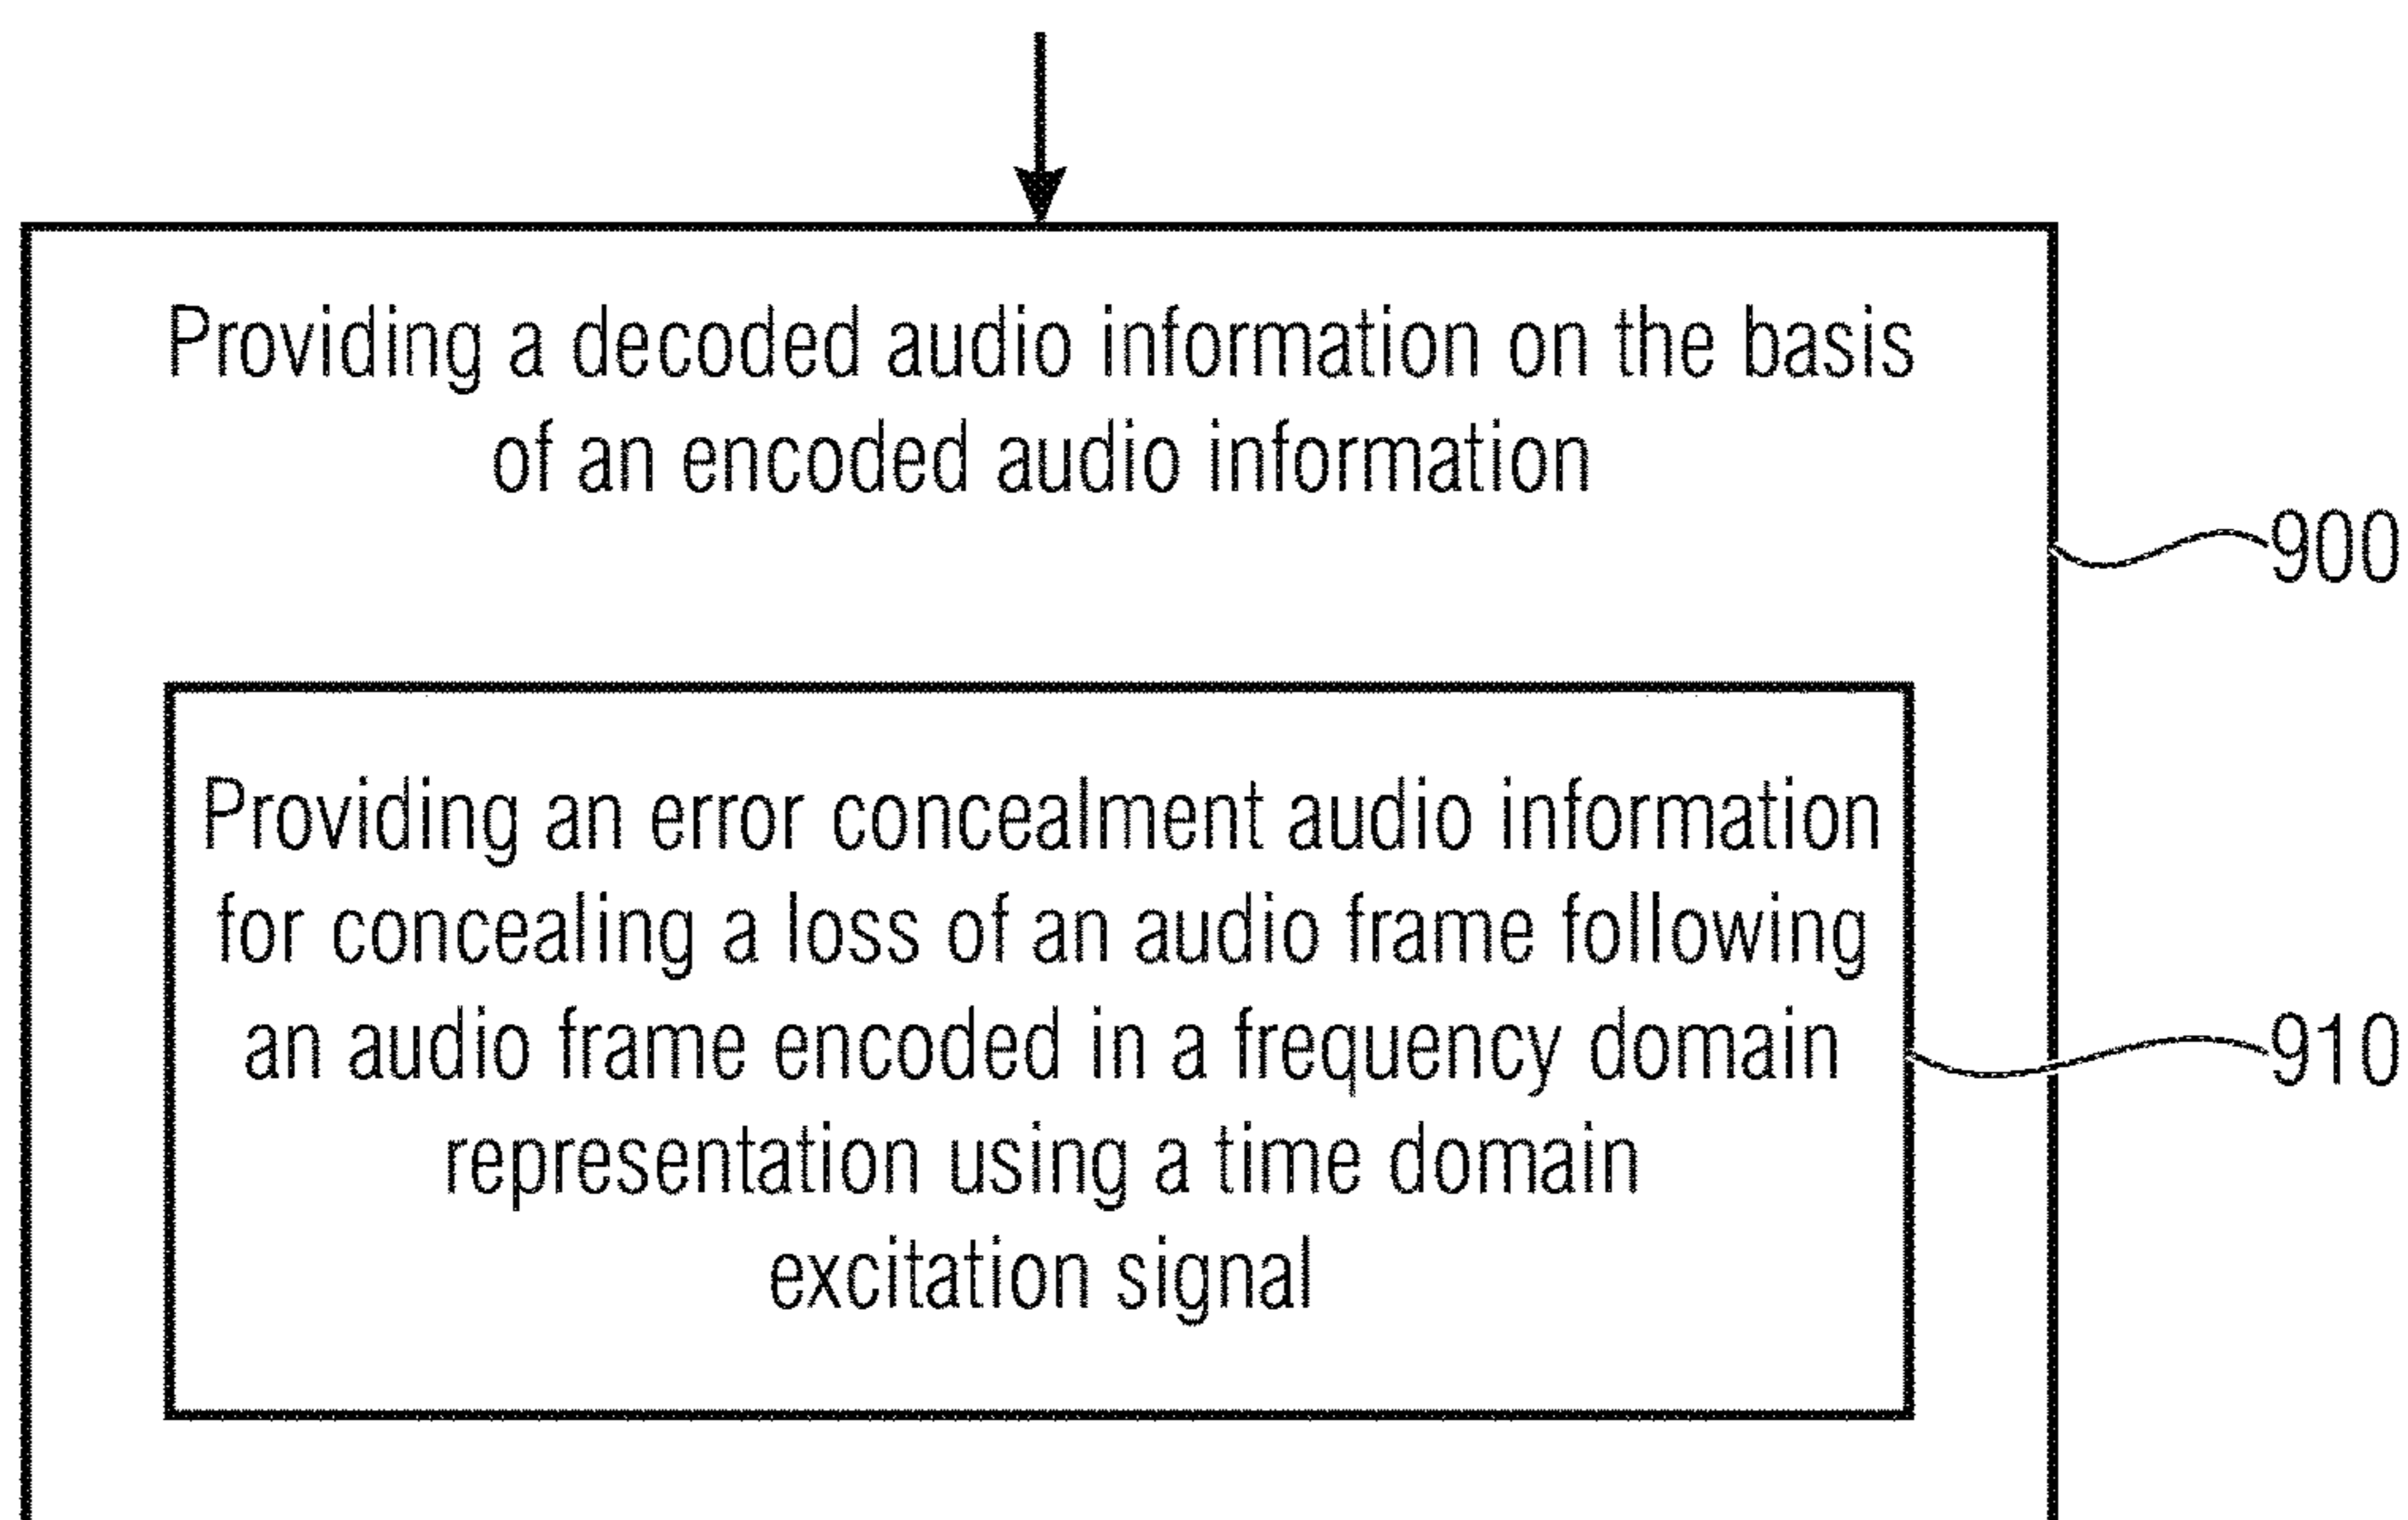 Providing a decoded audio information on the basis
of an encoded audio information
900
Providing an error concealment audio information
for concealing a loss of an audio frame following
an audio frame encoded in a frequency domain
910
representation using a time domain
excitation signal